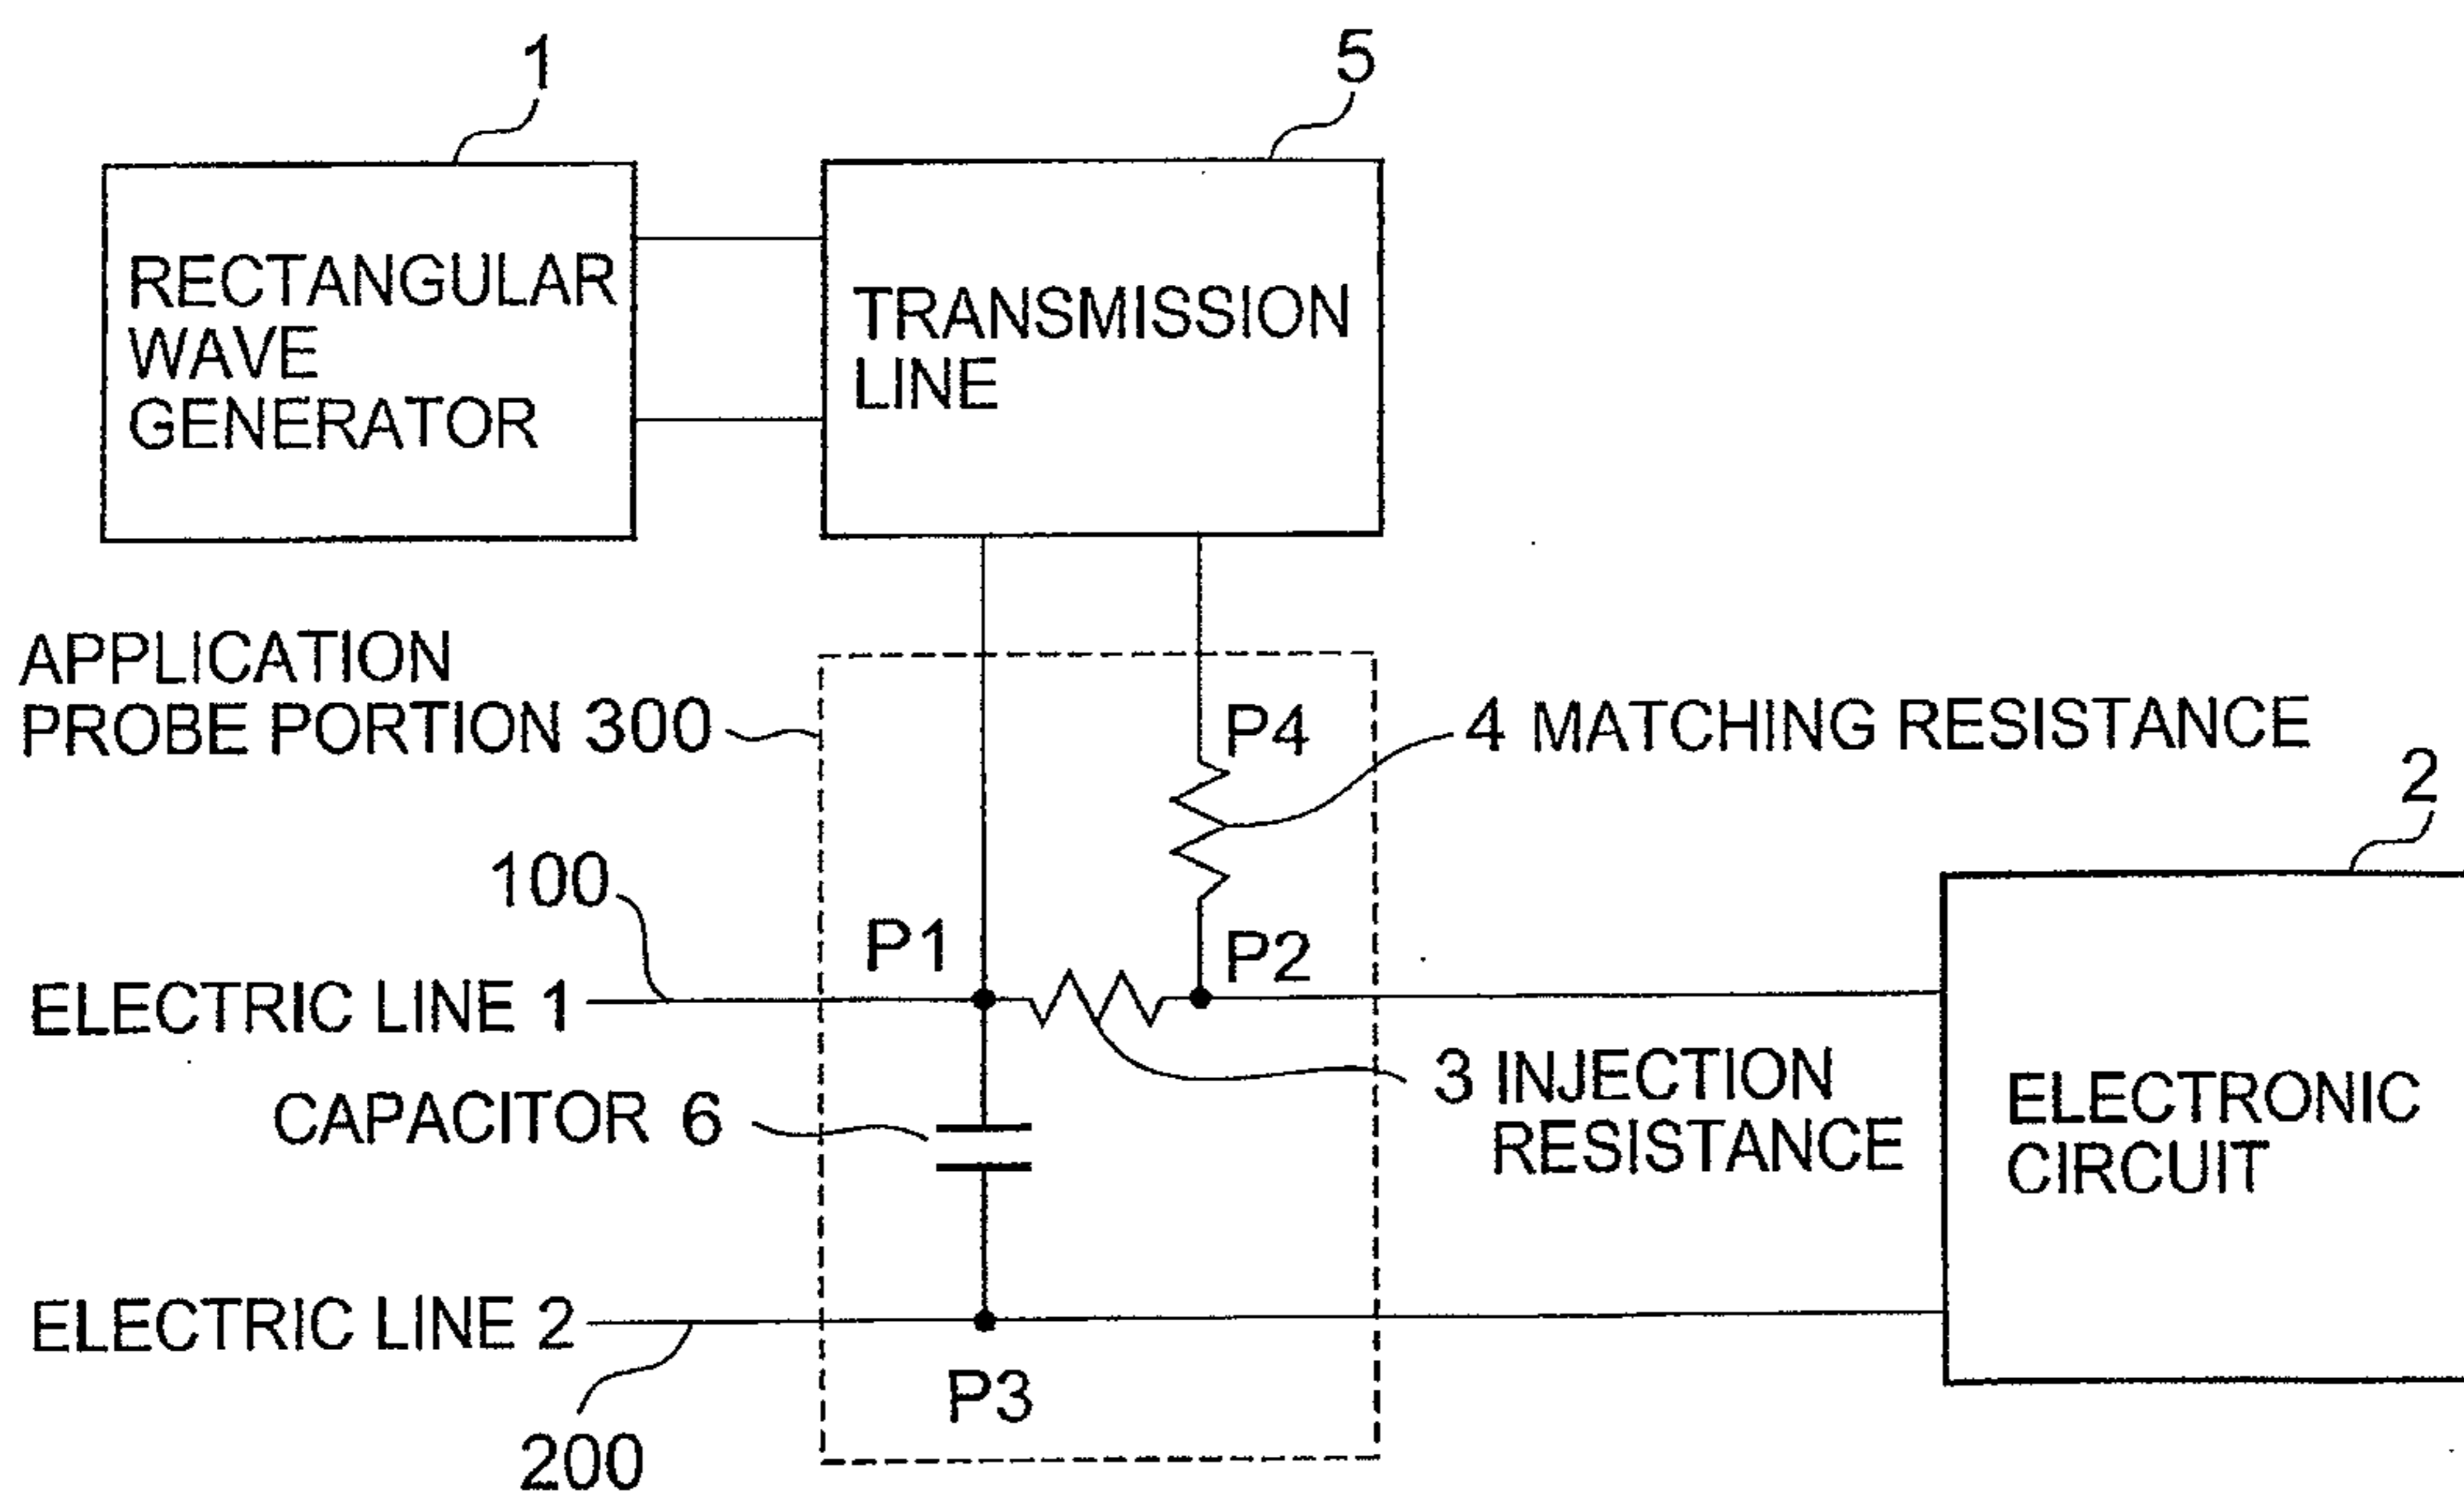 1
5
RECTANGULAR
WAVE
GENERATOR
TRANSMISSION
LINE
APPLICATION
PROBE PORTION 300
P4
4 MATCHING RESISTANCE
2
100
P1
P2
ELECTRIC LINE 1
3 INJECTION
RESISTANCE
CAPACITOR 6
ELECTRONIC
CIRCUIT
ELECTRIC LINE 2
P3
200